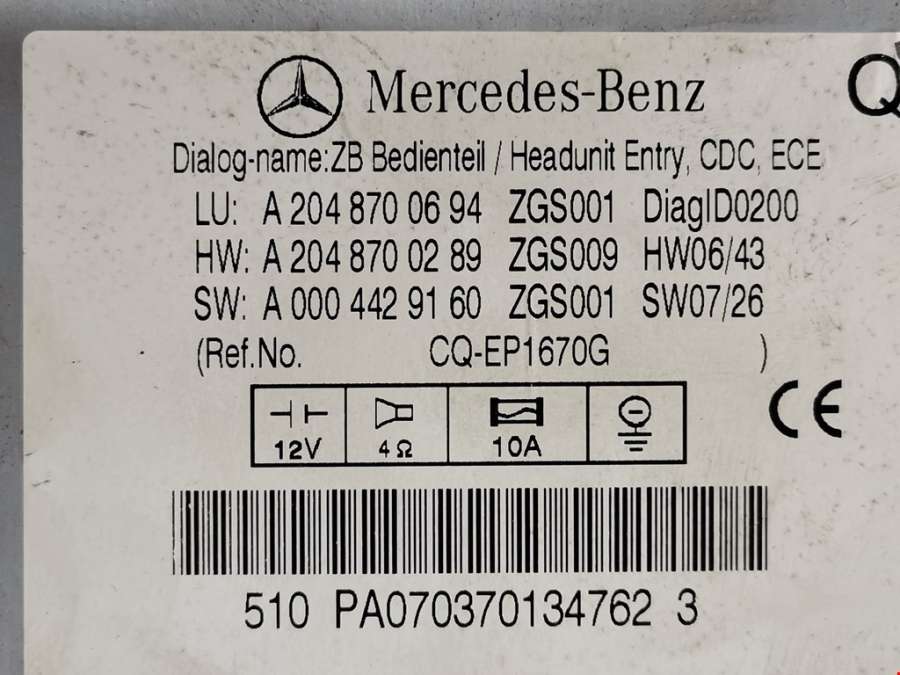 Mercedes-Benz
Dialog-name:ZB Bedienteil / Headunit Entry, CDC, ECE
LU: A 204 870 06 94 ZGS001 DiagID0200
HW: A 204 870 02 89 ZGS009 HW06/43
SW: A 000 442 91 60 ZGS001 SW07/26
(Ref.No. CQ-EP1670G )
12V 4Ω 10A
CE
510 PA070370134762 3